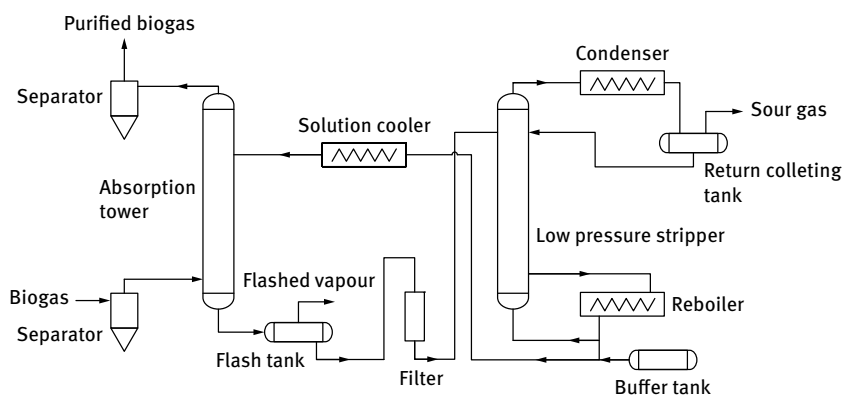 Purified biogas
Separator
Absorption
tower
Biogas
Separator
Solution cooler
Flashed vapour
Flash tank
Filter
Condenser
Sour gas
Return colleting
tank
Low pressure stripper
Reboiler
Buffer tank